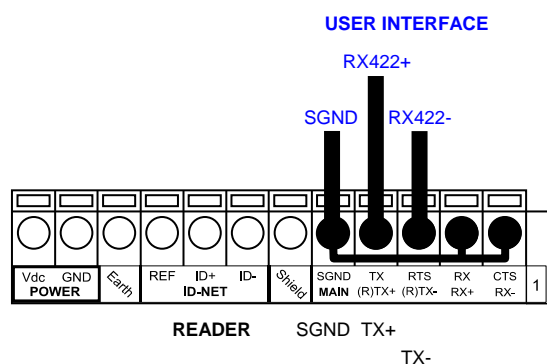 USER INTERFACE
RX422+
SGND RX422-
Vdc GND Earth REF ID+ ID- Shield SGND TX RTS RX CTS 1
POWER ID-NET MAIN (R)TX+ (R)TX- RX+ RX-
READER SGND TX+
TX-